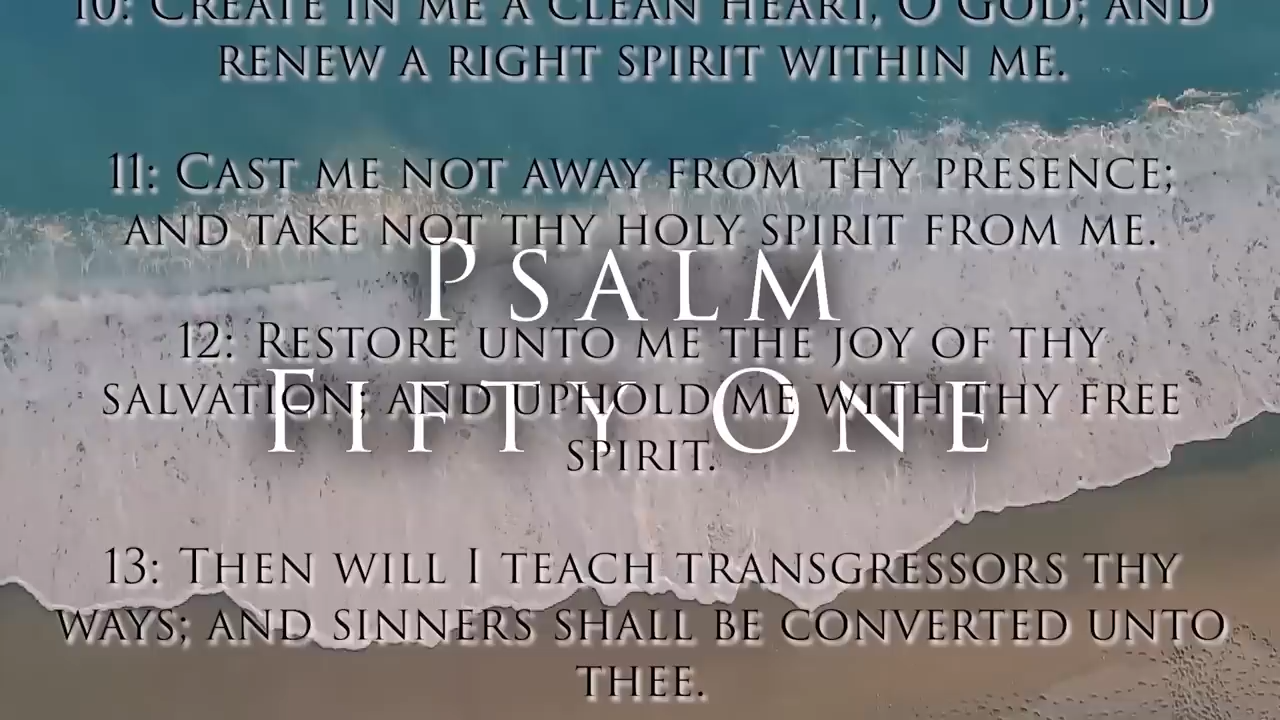 10: Create in me a clean heart, O God; and
renew a right spirit within me.
11: Cast me not away from thy presence;
and take not thy holy spirit from me.
Psalm
12: Restore unto me the joy of thy
Fifty One
salvation; and uphold me with thy free
spirit.
13: Then will I teach transgressors thy
ways; and sinners shall be converted unto
thee.